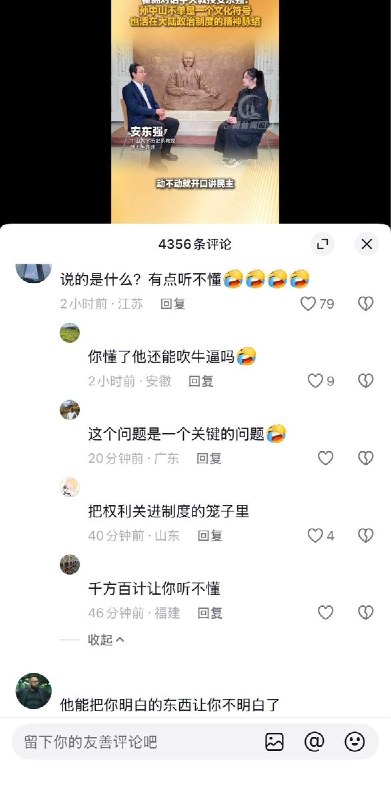 孙中山不单是一个文化符号
也活在大陆政治制度的精神脉络
安东强
动不动就开口讲民主
4356条评论
说的是什么？有点听不懂🤣🤣🤣🤣
2小时前·江苏 回复 79
你懂了他还能吹牛逼吗🤣
2小时前·安徽 回复 9
这个问题是一个关键的问题🤣
20分钟前·广东 回复
把权利关进制度的笼子里
40分钟前·山东 回复 4
千方百计让你听不懂
46分钟前·福建 回复
收起
他能把你明白的东西让你不明白了
留下你的友善评论吧